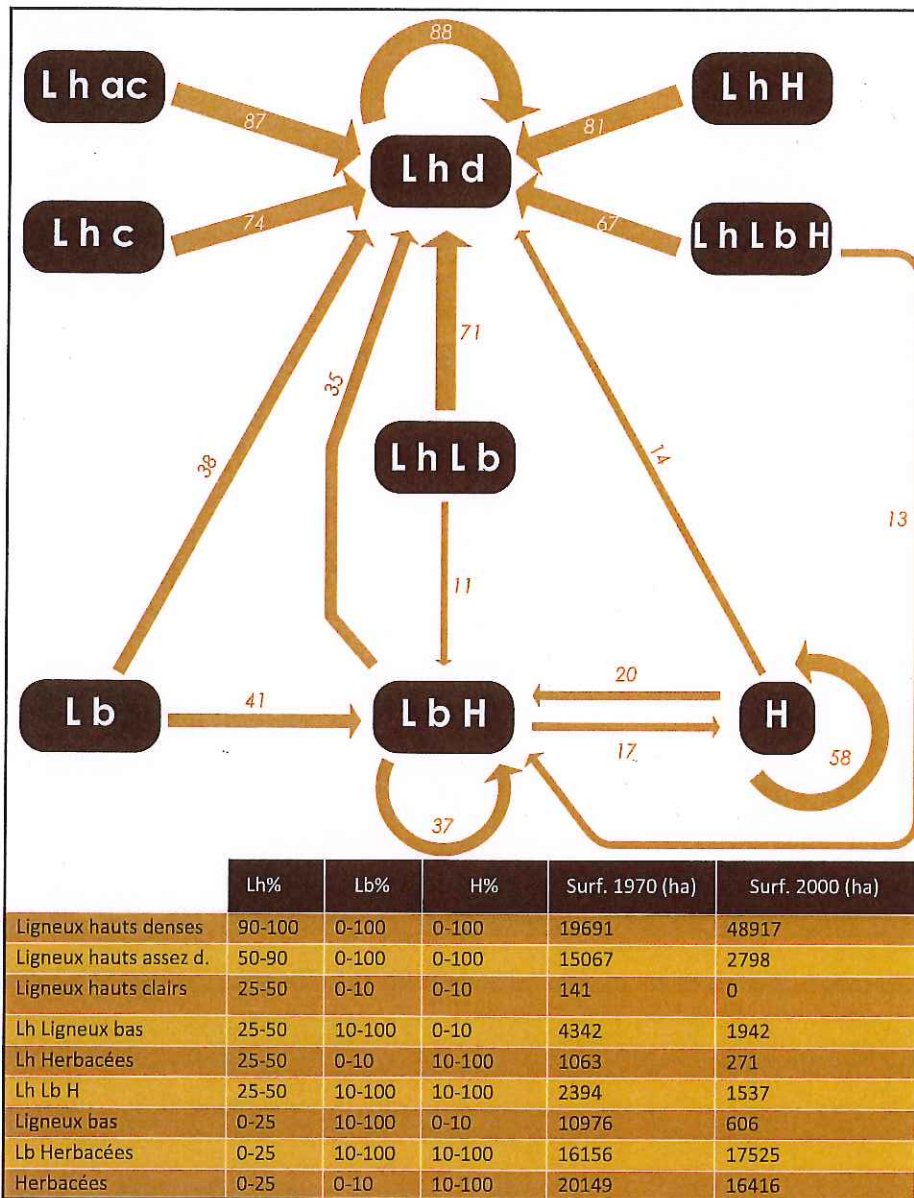 88
L h ac
L h H
87
81
L h d
L h c
L h L b H
74
67
71
35
L h L b
38
14
13
11
L b
L b H
H
41
20
17
58
37
Lh% Lb% H% Surf. 1970 (ha) Surf. 2000 (ha)
Ligneux hauts denses 90-100 0-100 0-100 19691 48917
Ligneux hauts assez d. 50-90 0-100 0-100 15067 2798
Ligneux hauts clairs 25-50 0-10 0-10 141 0
Lh Ligneux bas 25-50 10-100 0-10 4342 1942
Lh Herbacées 25-50 0-10 10-100 1063 271
Lh Lb H 25-50 10-100 10-100 2394 1537
Ligneux bas 0-25 10-100 0-10 10976 606
Lb Herbacées 0-25 10-100 10-100 16156 17525
Herbacées 0-25 0-10 10-100 20149 16416